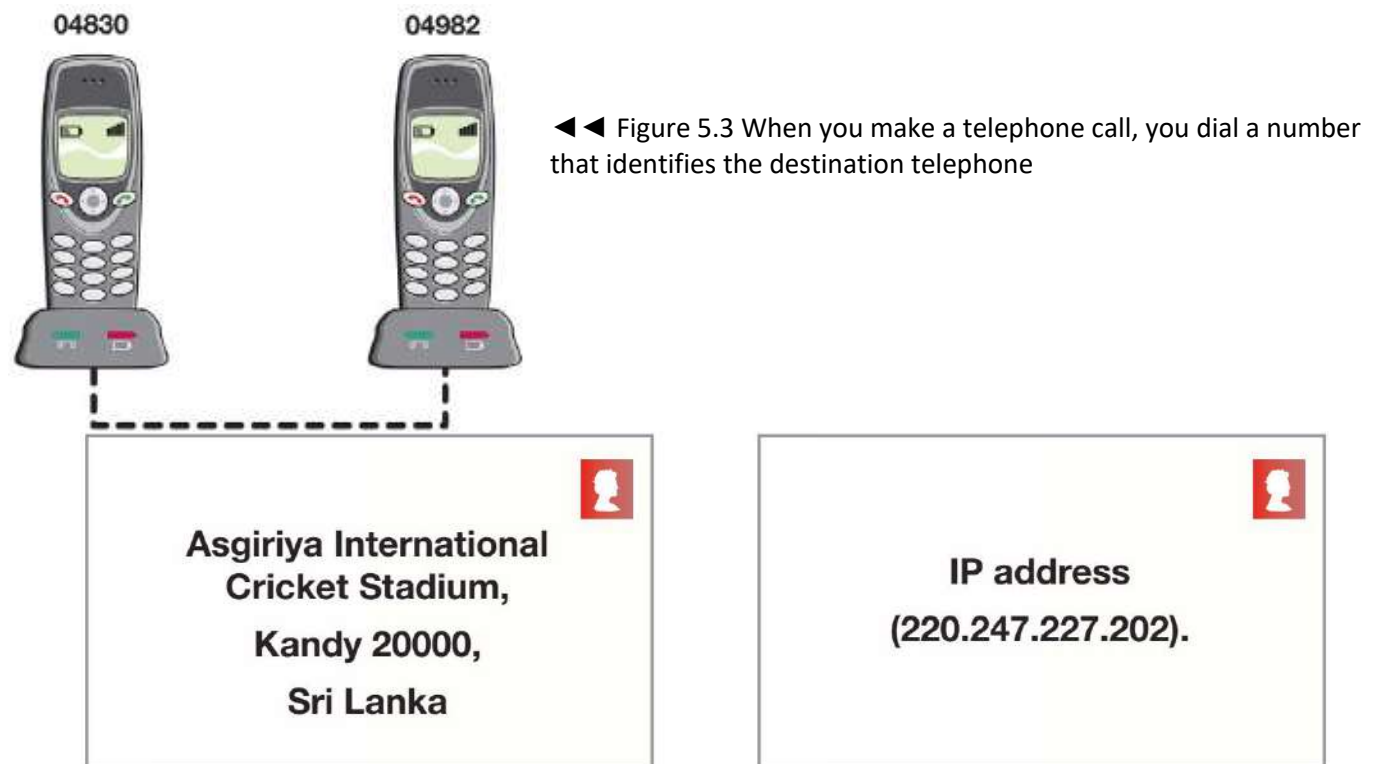 04830
04982
◄◄ Figure 5.3 When you make a telephone call, you dial a number
that identifies the destination telephone
Asgiriya International
Cricket Stadium,
Kandy 20000,
Sri Lanka
IP address
(220.247.227.202).